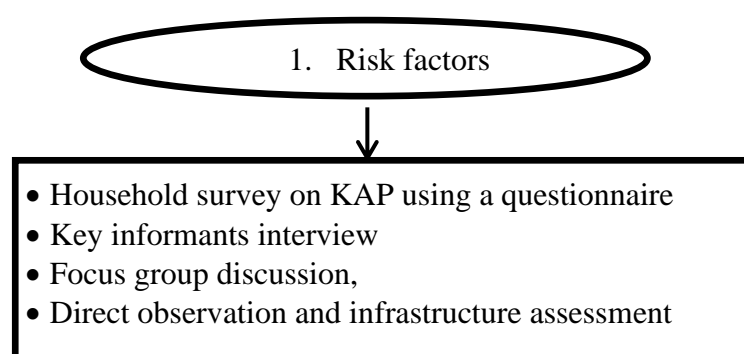 1. Risk factors
• Household survey on KAP using a questionnaire
• Key informants interview
• Focus group discussion,
• Direct observation and infrastructure assessment